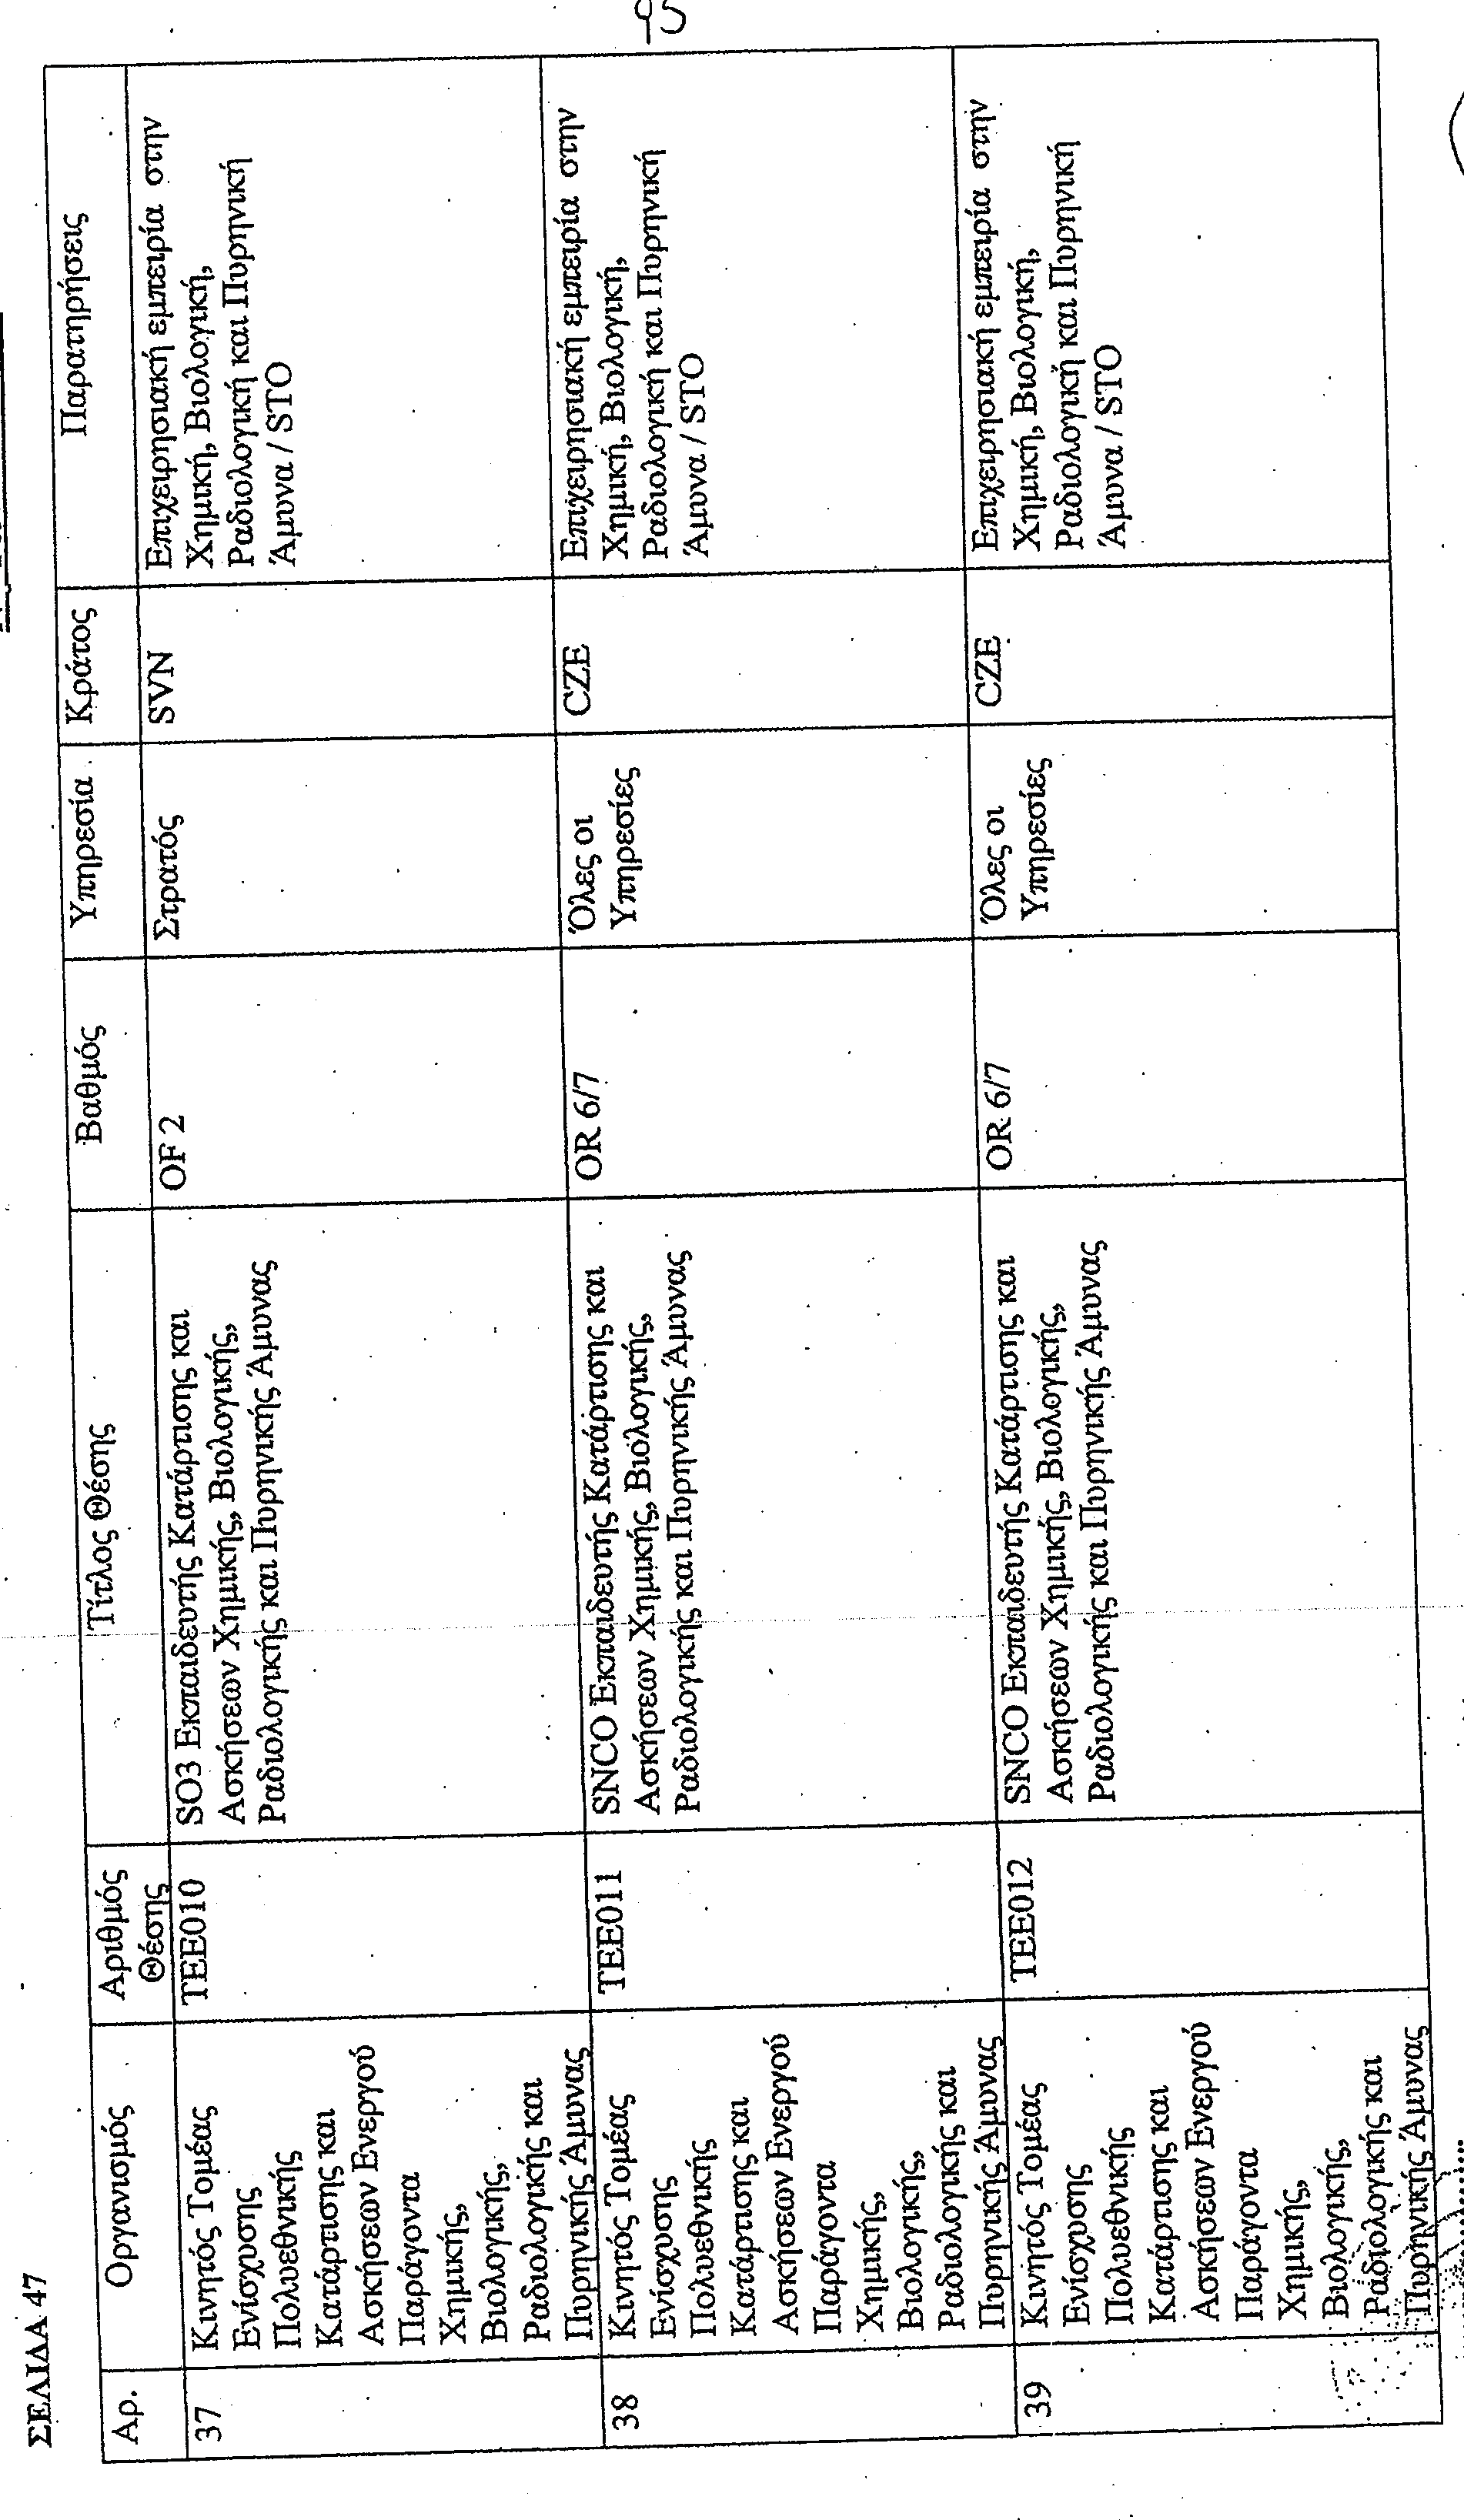 95
ΣΕΛΙΔΑ 47
Αρ.
Οργανισμός
Αριθμός
Θέσης
Τίτλος Θέσης
Βαθμός
Υπηρεσία
Κράτος
Παρατηρήσεις
37
Κινητός Τομέας
Ενίσχυσης
Πολυεθνικής
Κατάρτισης και
Ασκήσεων Ενεργού
Παράγοντα
Χημικής,
Βιολογικής,
Ραδιολογικής και
Πυρηνικής Άμυνας
TEE010
SO3 Εκπαιδευτής Κατάρτισης και
Ασκήσεων Χημικής, Βιολογικής,
Ραδιολογικής και Πυρηνικής Άμυνας
OF 2
Στρατός
SVN
Επιχειρησιακή εμπειρία στην
Χημική, Βιολογική,
Ραδιολογική και Πυρηνική
Άμυνα / STO
38
Κινητός Τομέας
Ενίσχυσης
Πολυεθνικής
Κατάρτισης και
Ασκήσεων Ενεργού
Παράγοντα
Χημικής,
Βιολογικής,
Ραδιολογικής και
Πυρηνικής Άμυνας
TEE011
SNCO Εκπαιδευτής Κατάρτισης και
Ασκήσεων Χημικής, Βιολογικής,
Ραδιολογικής και Πυρηνικής Άμυνας
OR 6/7
Όλες οι
Υπηρεσίες
CZE
Επιχειρησιακή εμπειρία στην
Χημική, Βιολογική,
Ραδιολογική και Πυρηνική
Άμυνα / STO
39
Κινητός Τομέας
Ενίσχυσης
Πολυεθνικής
Κατάρτισης και
Ασκήσεων Ενεργού
Παράγοντα
Χημικής,
Βιολογικής,
Ραδιολογικής και
Πυρηνικής Άμυνας
TEE012
SNCO Εκπαιδευτής Κατάρτισης και
Ασκήσεων Χημικής, Βιολογικής,
Ραδιολογικής και Πυρηνικής Άμυνας
OR 6/7
Όλες οι
Υπηρεσίες
CZE
Επιχειρησιακή εμπειρία στην
Χημική, Βιολογική,
Ραδιολογική και Πυρηνική
Άμυνα / STO